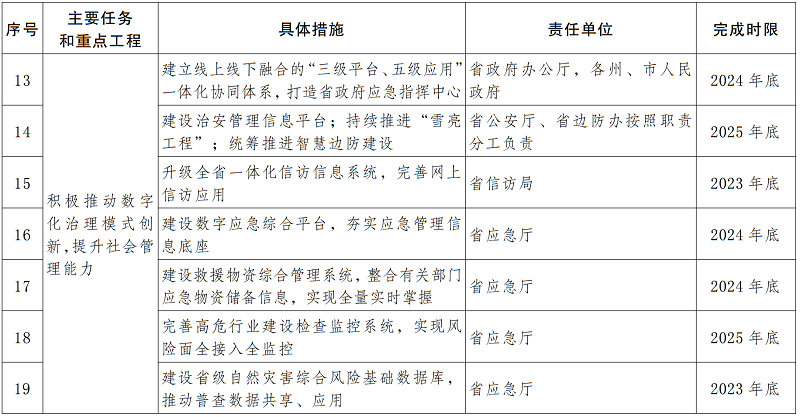 序号
主要任务
和重点工程
具体措施
责任单位
完成时限
积极推动数字
化治理模式创
新,提升社会管
理能力
13
建立线上线下融合的“三级平台、五级应用”
一体化协同体系，打造省政府应急指挥中心
省政府办公厅，各州、市人民
政府
2024 年底
14
建设治安管理信息平台；持续推进“雪亮
工程”；统筹推进智慧边防建设
省公安厅、省边防办按照职责
分工负责
2025 年底
15
升级全省一体化信访信息系统，完善网上
信访应用
省信访局
2023 年底
16
建设数字应急综合平台，夯实应急管理信
息底座
省应急厅
2024 年底
17
建设救援物资综合管理系统，整合有关部门
应急物资储备信息，实现全量实时掌握
省应急厅
2024 年底
18
完善高危行业建设检查监控系统，实现风
险面全接入全监控
省应急厅
2025 年底
19
建设省级自然灾害综合风险基础数据库，
推动普查数据共享、应用
省应急厅
2023 年底